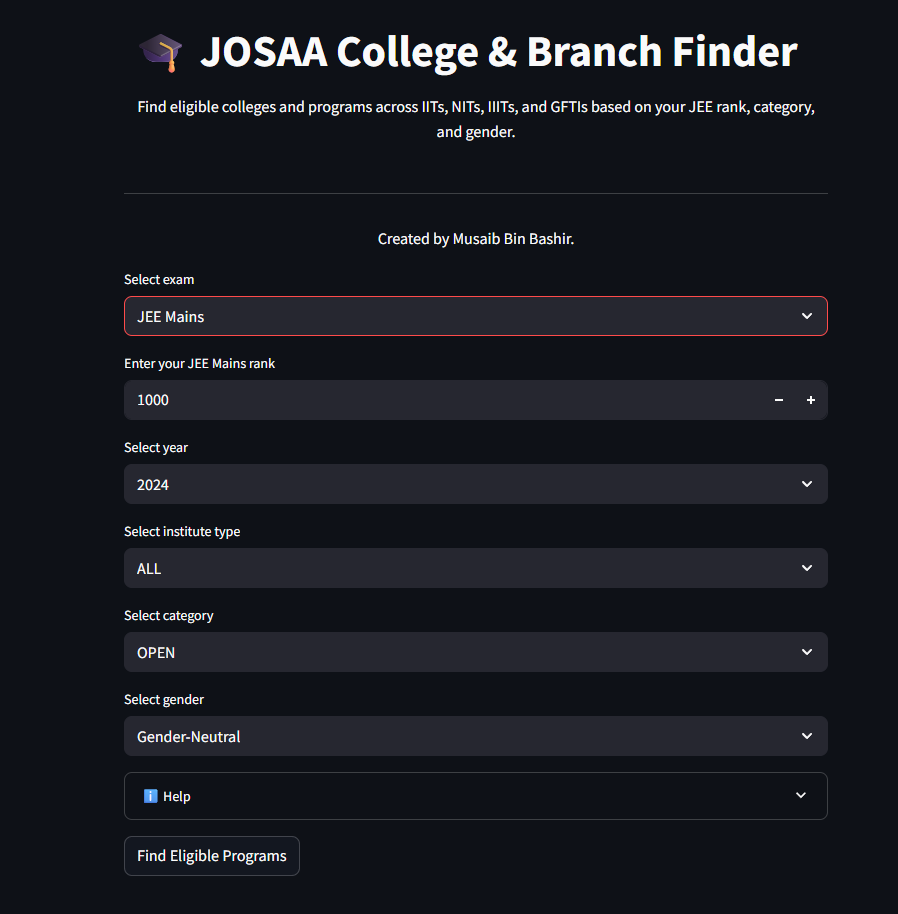 JOSAA College & Branch Finder
Find eligible colleges and programs across IITs, NITs, IIITs, and GFTIs based on your JEE rank, category,
and gender.
Created by Musaib Bin Bashir.
Select exam
JEE Mains
Enter your JEE Mains rank
1000
Select year
2024
Select institute type
ALL
Select category
OPEN
Select gender
Gender-Neutral
Help
Find Eligible Programs